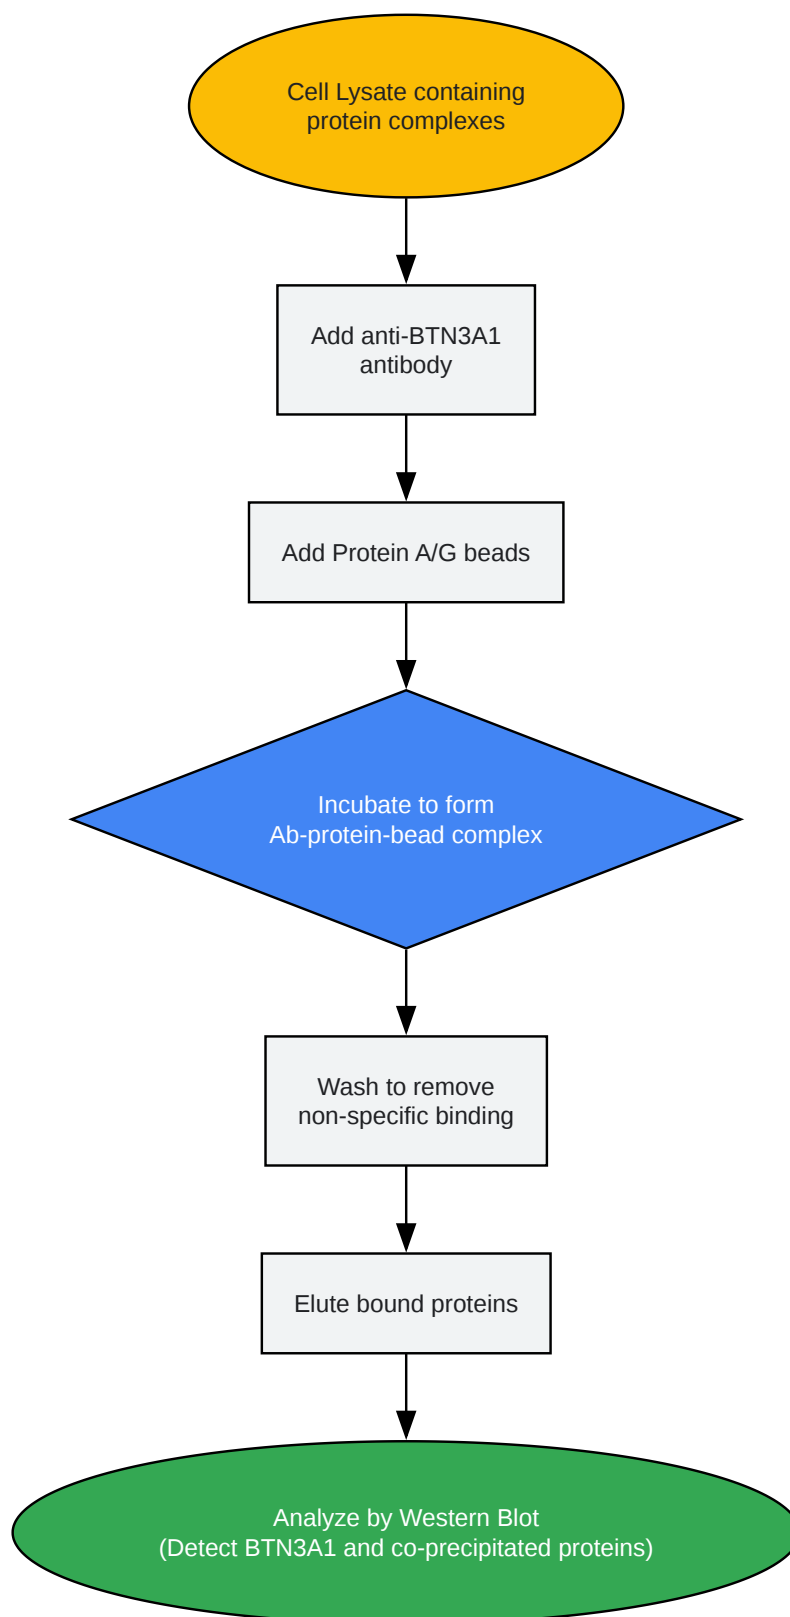 Cell Lysate containing
protein complexes
Add anti-BTN3A1
antibody
Add Protein A/G beads
Incubate to form
Ab-protein-bead complex
Wash to remove
non-specific binding
Elute bound proteins
Analyze by Western Blot
(Detect BTN3A1 and co-precipitated proteins)